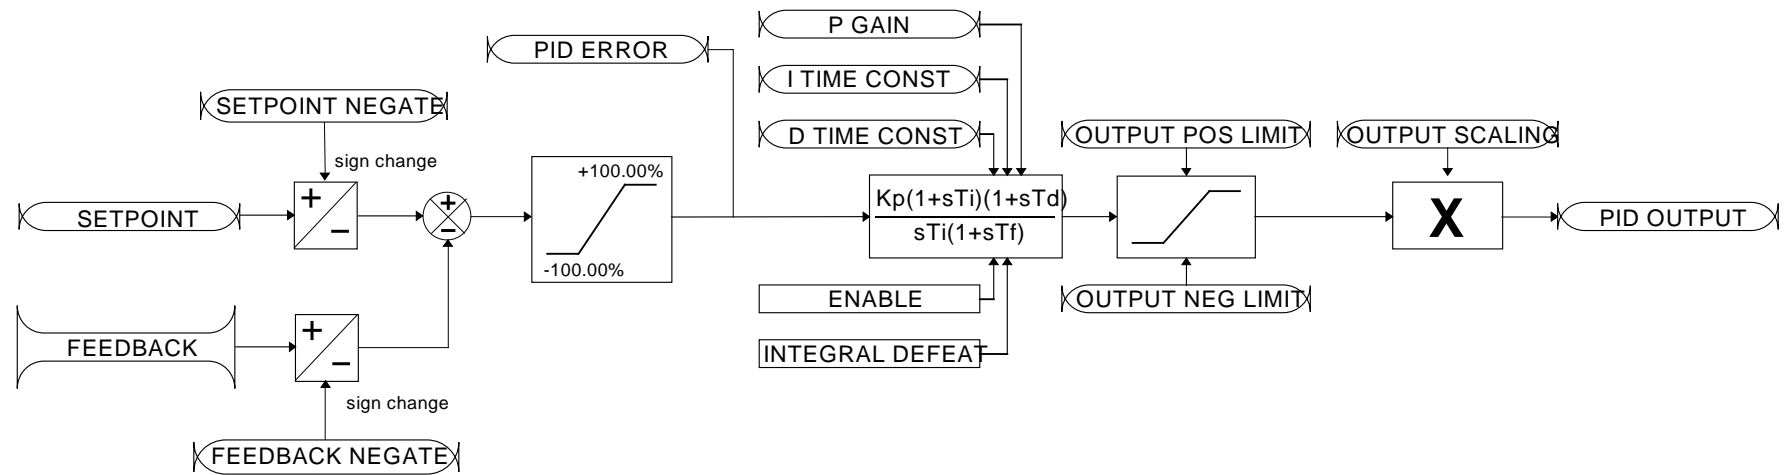 P GAIN
PID ERROR
I TIME CONST
SETPOINT NEGATE
D TIME CONST
OUTPUT POS LIMIT
OUTPUT SCALING
sign change
+100.00%
-100.00%
SETPOINT
+
-
+
-
Kp(1+sTi)(1+sTd)
sTi(1+sTf)
X
PID OUTPUT
ENABLE
OUTPUT NEG LIMIT
FEEDBACK
+
-
INTEGRAL DEFEAT
sign change
FEEDBACK NEGATE